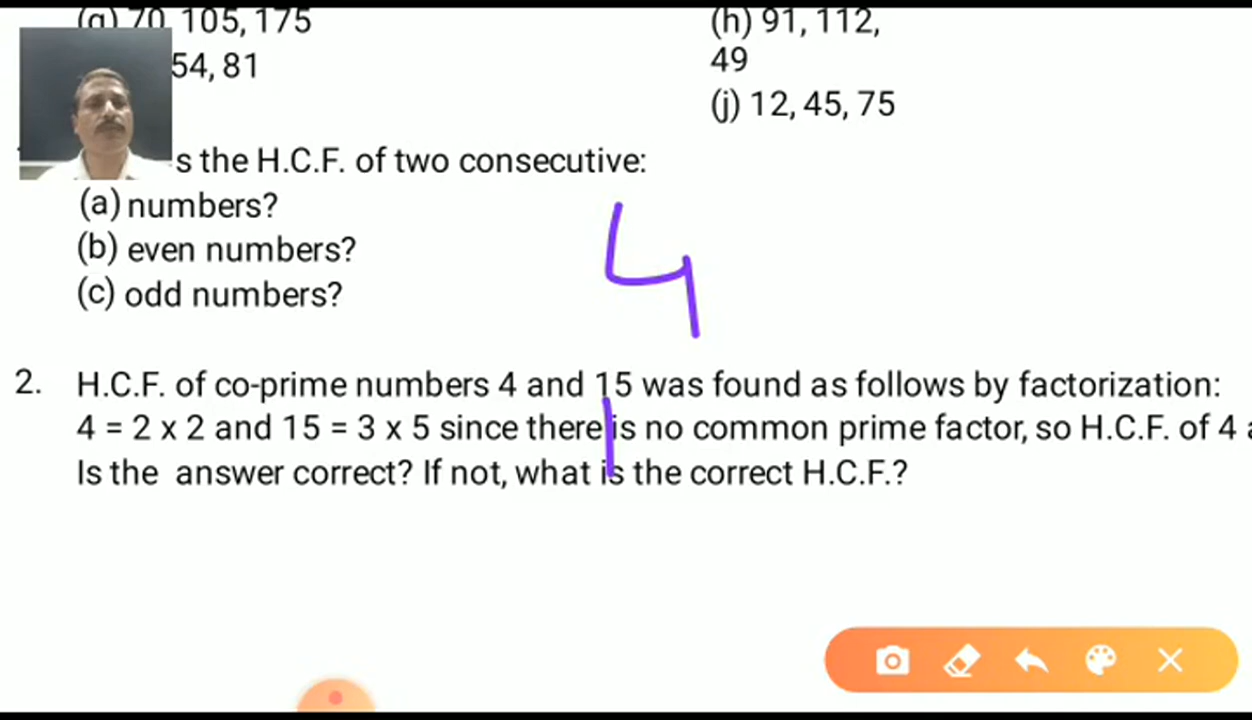 (g) 70, 105, 175
(h) 91, 112,
49
54, 81
(j) 12, 45, 75
s the H.C.F. of two consecutive:
(a) numbers?
(b) even numbers?
(c) odd numbers?
4
1
2. H.C.F. of co-prime numbers 4 and 15 was found as follows by factorization:
4 = 2 x 2 and 15 = 3 x 5 since there is no common prime factor, so H.C.F. of 4
Is the answer correct? If not, what is the correct H.C.F.?